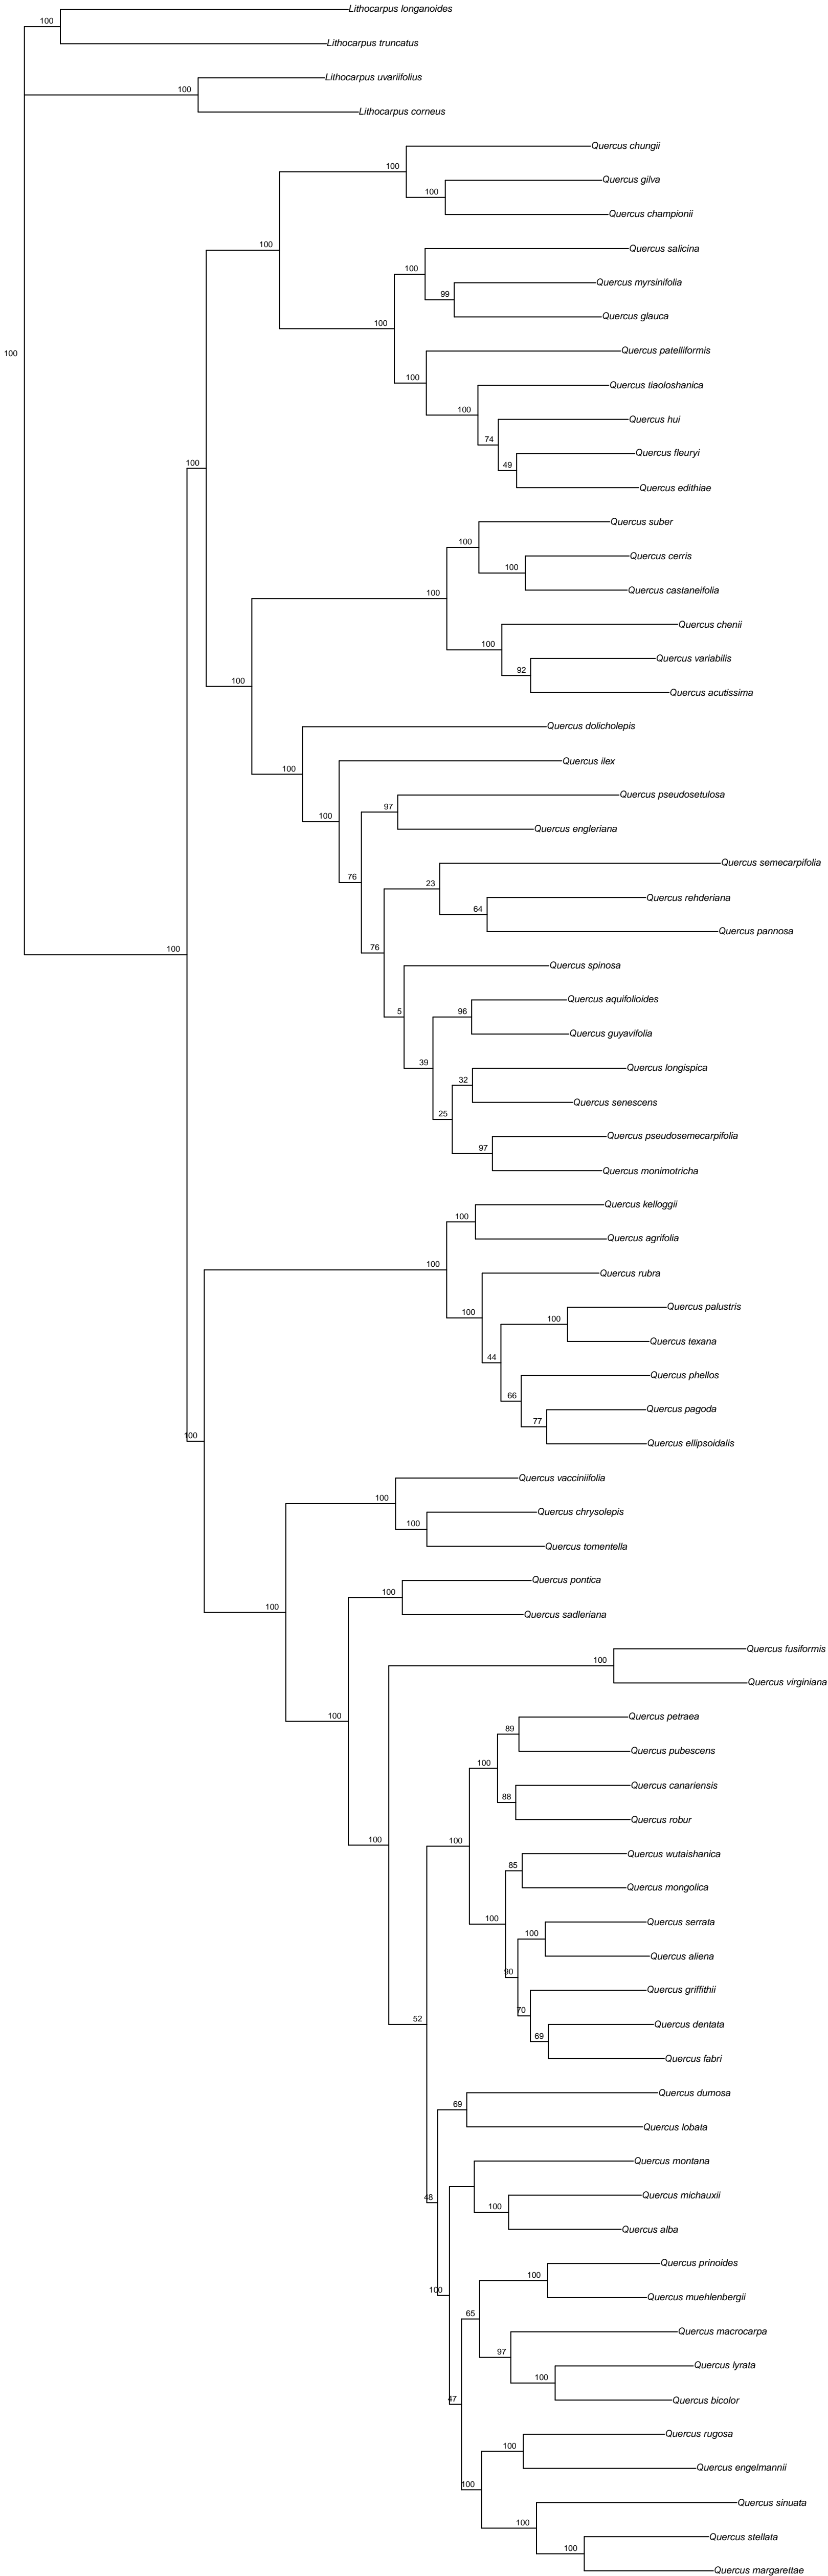 Lithocarpus longanoides
100
Lithocarpus truncatus
Lithocarpus uvariifolius
100
Lithocarpus corneus
Quercus chungii
100
Quercus gilva
100
Quercus championii
100
Quercus salicina
100
Quercus myrsinifolia
99
Quercus glauca
100
Quercus patelliformis
100
100
Quercus tiaoloshanica
100
Quercus hui
74
Quercus fleuryi
49
Quercus edithiae
100
Quercus suber
100
Quercus cerris
100
Quercus castaneifolia
100
Quercus chenii
100
Quercus variabilis
92
Quercus acutissima
100
Quercus dolicholepis
Quercus ilex
100
Quercus pseudosetulosa
97
100
Quercus engleriana
Quercus semecarpifolia
76
23
Quercus rehderiana
64
Quercus pannosa
76
100
Quercus spinosa
Quercus aquifolioides
5
96
Quercus guyavifolia
39
Quercus longispica
32
Quercus senescens
25
Quercus pseudosemecarpifolia
97
Quercus monimotricha
Quercus kelloggii
100
Quercus agrifolia
100
Quercus rubra
Quercus palustris
100
100
Quercus texana
44
Quercus phellos
66
Quercus pagoda
77
100
Quercus ellipsoidalis
Quercus vacciniifolia
100
Quercus chrysolepis
100
Quercus tomentella
Quercus pontica
100
100
Quercus sadleriana
Quercus fusiformis
100
Quercus virginiana
100
Quercus petraea
89
Quercus pubescens
100
Quercus canariensis
88
Quercus robur
100
100
Quercus wutaishanica
85
Quercus mongolica
100
Quercus serrata
100
Quercus aliena
90
Quercus griffithii
70
52
Quercus dentata
69
Quercus fabri
Quercus dumosa
69
Quercus lobata
Quercus montana
48
Quercus michauxii
100
Quercus alba
Quercus prinoides
100
100
Quercus muehlenbergii
65
Quercus macrocarpa
97
Quercus lyrata
100
47
Quercus bicolor
Quercus rugosa
100
Quercus engelmannii
100
Quercus sinuata
100
Quercus stellata
100
Quercus margarettae